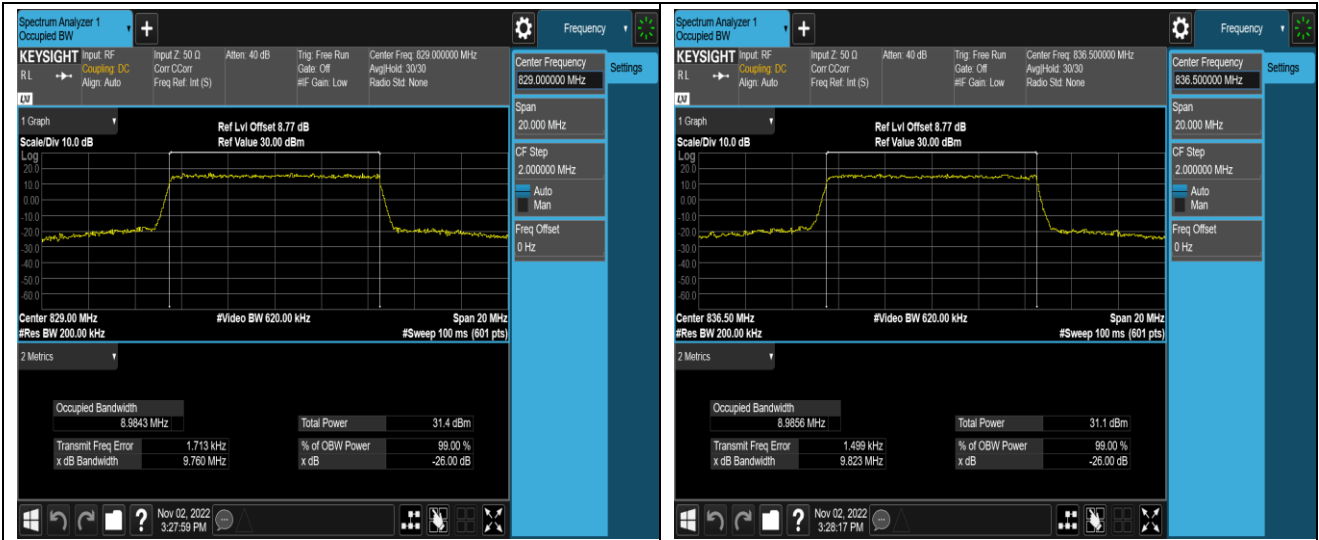 Spectrum Analyzer 1
Occupied BW
+
Frequency
KEYSIGHT Input: RF Input Z: 50 Ω Atten: 40 dB Trig: Free Run Center Freq: 829.000000 MHz
RL Coupling: DC Corr CCorr Gate: Off Avg|Hold: 30/30
Align: Auto Freq Ref: Int (S) #IF Gain: Low Radio Std: None
LXI
Center Frequency
829.000000 MHz
Settings
Span
20.000 MHz
CF Step
2.000000 MHz
Auto
Man
Freq Offset
0 Hz
1 Graph
Ref Lvl Offset 8.77 dB
Scale/Div 10.0 dB Ref Value 30.00 dBm
Log
20.0
10.0
0.00
-10.0
-20.0
-30.0
-40.0
-50.0
-60.0
Center 829.00 MHz #Video BW 620.00 kHz Span 20 MHz
#Res BW 200.00 kHz #Sweep 100 ms (601 pts)
2 Metrics
Occupied Bandwidth
8.9843 MHz Total Power 31.4 dBm
Transmit Freq Error 1.713 kHz % of OBW Power 99.00 %
x dB Bandwidth 9.760 MHz x dB -26.00 dB
? Nov 02, 2022
3:27:59 PM
Spectrum Analyzer 1
Occupied BW
+
Frequency
KEYSIGHT Input: RF Input Z: 50 Ω Atten: 40 dB Trig: Free Run Center Freq: 836.500000 MHz
RL Coupling: DC Corr CCorr Gate: Off Avg|Hold: 30/30
Align: Auto Freq Ref: Int (S) #IF Gain: Low Radio Std: None
LXI
Center Frequency
836.500000 MHz
Settings
Span
20.000 MHz
CF Step
2.000000 MHz
Auto
Man
Freq Offset
0 Hz
1 Graph
Ref Lvl Offset 8.77 dB
Scale/Div 10.0 dB Ref Value 30.00 dBm
Log
20.0
10.0
0.00
-10.0
-20.0
-30.0
-40.0
-50.0
-60.0
Center 836.50 MHz #Video BW 620.00 kHz Span 20 MHz
#Res BW 200.00 kHz #Sweep 100 ms (601 pts)
2 Metrics
Occupied Bandwidth
8.9856 MHz Total Power 31.1 dBm
Transmit Freq Error 1.499 kHz % of OBW Power 99.00 %
x dB Bandwidth 9.823 MHz x dB -26.00 dB
? Nov 02, 2022
3:28:17 PM